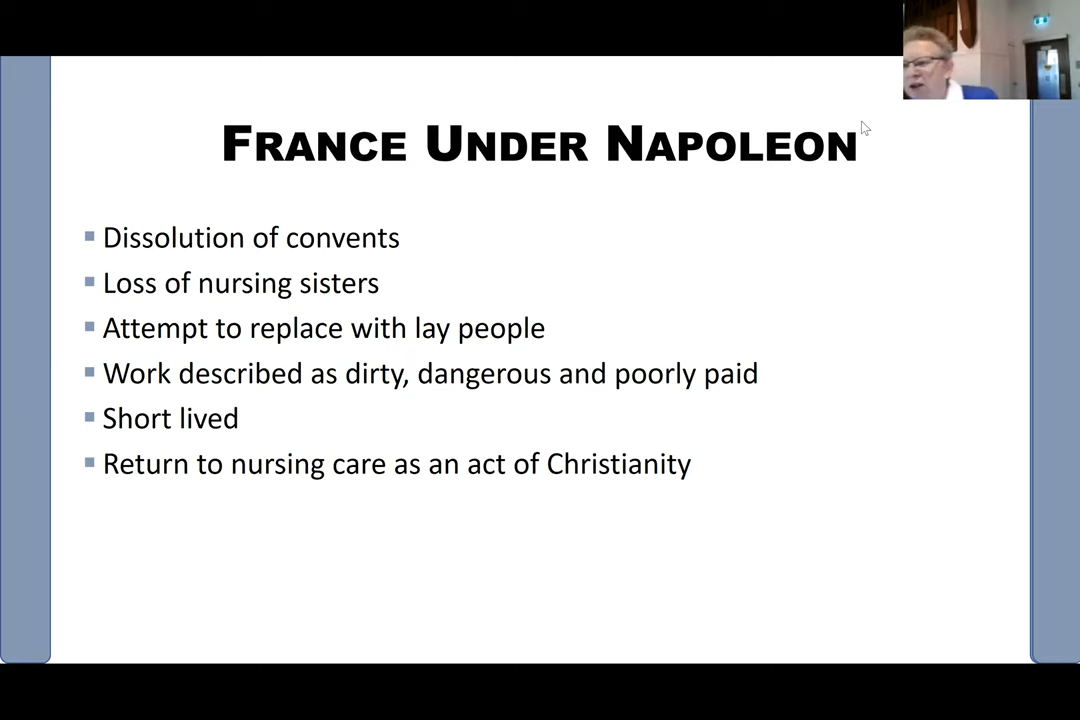 FRANCE UNDER NAPOLEON
Dissolution of convents
Loss of nursing sisters
Attempt to replace with lay people
Work described as dirty, dangerous and poorly paid
Short lived
Return to nursing care as an act of Christianity